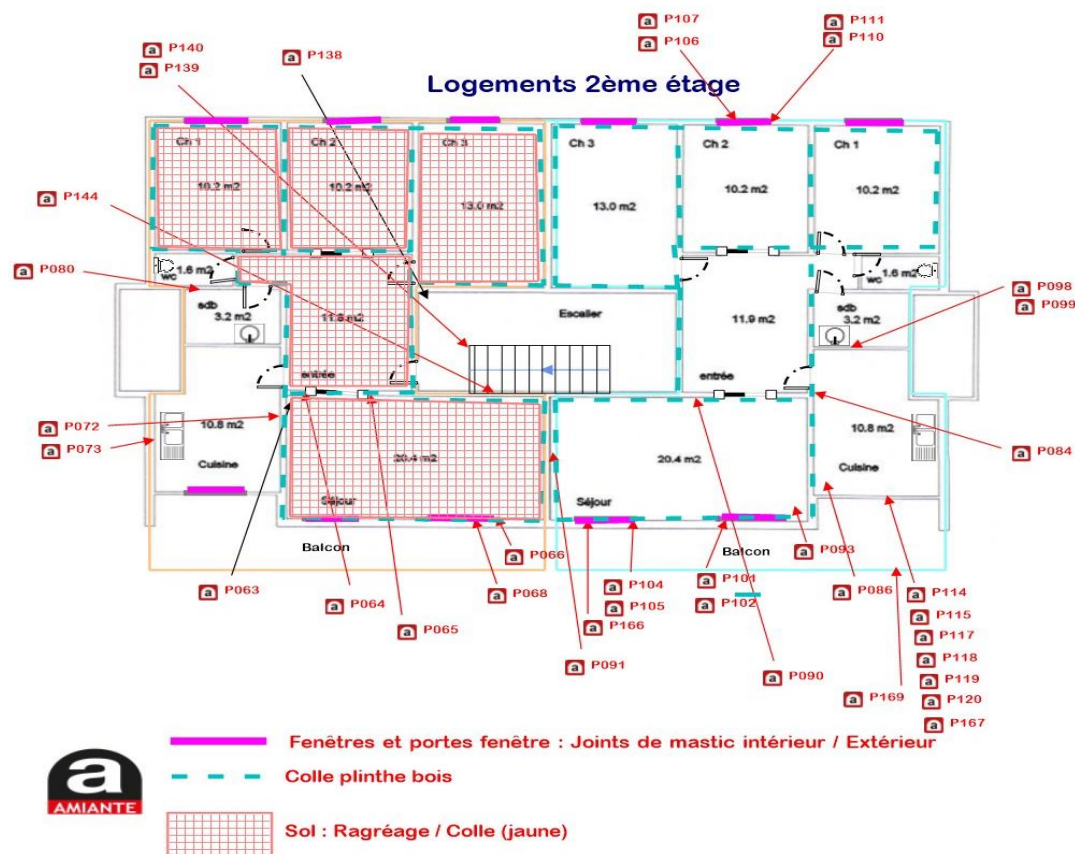 P140
P139
P138
P107
P106
P111
P110
Logements 2ème étage
Ch 1
Ch 2
Ch 3
Ch 3
Ch 2
Ch 1
10.2 m2
10.2 m2
13.0 m2
13.0 m2
10.2 m2
10.2 m2
P144
P080
wc
1.6 m2
1.6 m2
wc
P098
P099
sdb
3.2 m2
11.8 m2
Escalier
11.9 m2
sdb
3.2 m2
entrée
entrée
P072
P073
10.8 m2
Cuisine
20.4 m2
Séjour
20.4 m2
Séjour
10.8 m2
Cuisine
P084
Balcon
Balcon
P066
P093
P063
P064
P068
P065
P104
P105
P166
P101
P102
P086
P114
P115
P117
P118
P119
P120
P167
P091
P090
P169
Fenêtres et portes fenêtre : Joints de mastic intérieur / Extérieur
Colle plinthe bois
a
AMIANTE
Sol : Ragréage / Colle (jaune)